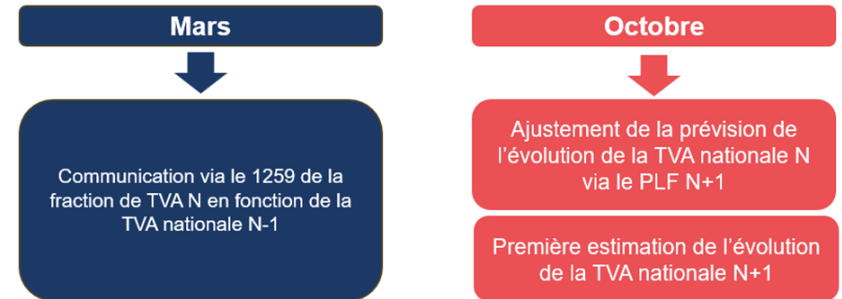 Mars
Communication via le 1259 de la
fraction de TVA N en fonction de la
TVA nationale N-1
Octobre
Ajustement de la prévision de
l’évolution de la TVA nationale N
via le PLF N+1
Première estimation de l’évolution
de la TVA nationale N+1